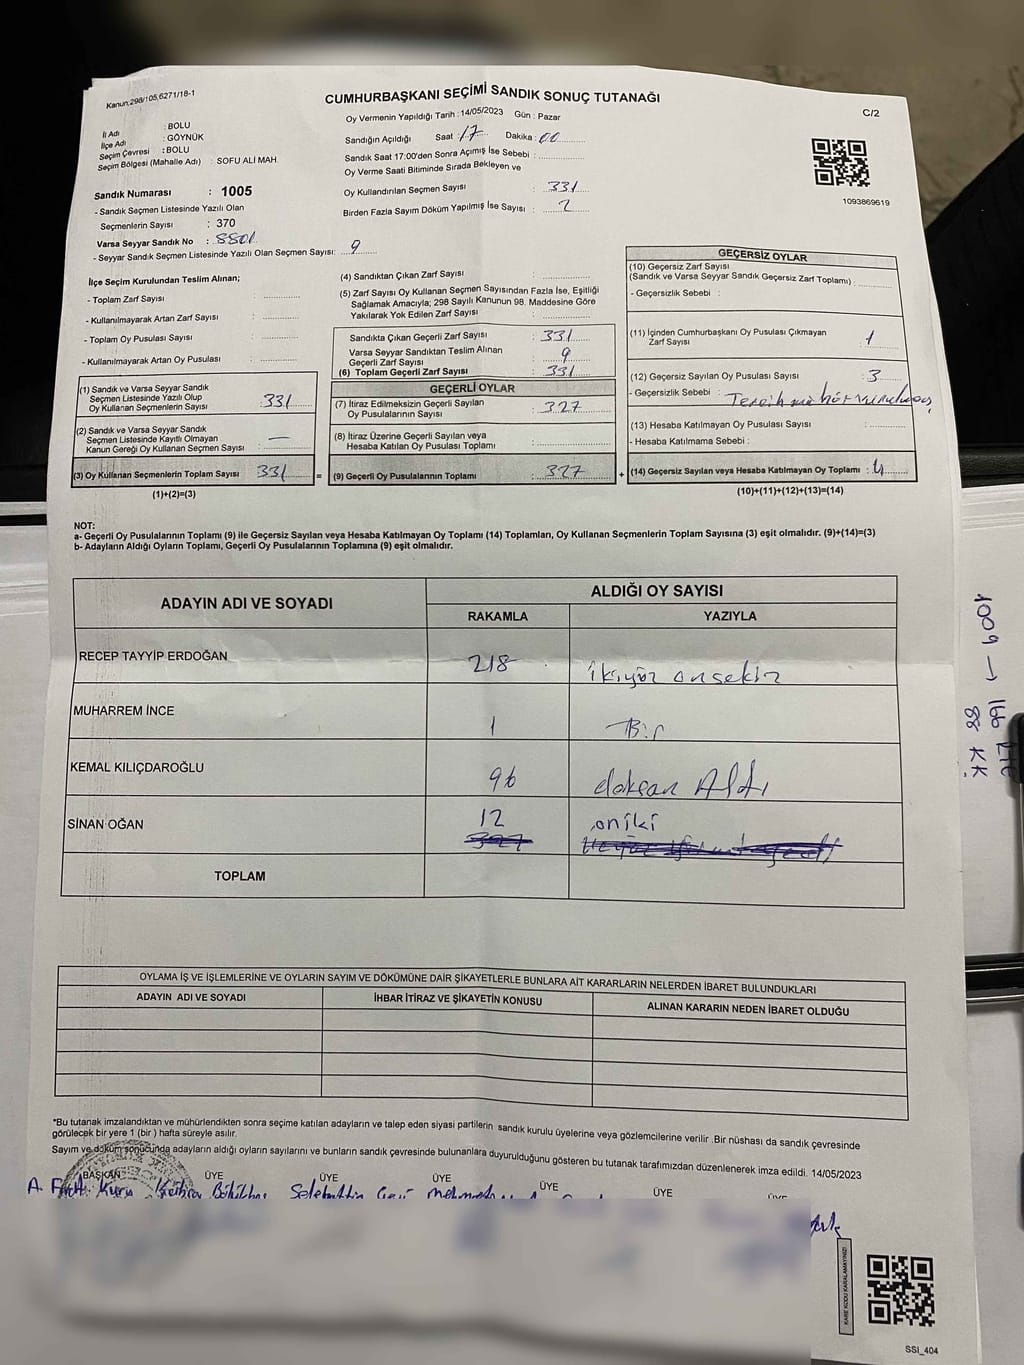 Kanun;298/105,6271/18-1
CUMHURBAŞKANI SEÇİMİ SANDIK SONUÇ TUTANAĞI
C/2
İl Adı : BOLU
İlçe Adı : GÖYNÜK
Seçim Çevresi : BOLU
Seçim Bölgesi (Mahalle Adı) : SOFU ALİ MAH.
Sandık Numarası : 1005
- Sandık Seçmen Listesinde Yazılı Olan
Seçmenlerin Sayısı : 370
Varsa Seyyar Sandık No : 8801
- Seyyar Sandık Seçmen Listesinde Yazılı Olan Seçmen Sayısı: 9
Oy Vermenin Yapıldığı Tarih : 14/05/2023 Gün : Pazar
Sandığın Açıldığı Saat : 17 Dakika : 00
Sandık Saat 17:00'den Sonra Açımış İse Sebebi :
Oy Verme Saati Bitiminde Sırada Bekleyen ve
Oy Kullandırılan Seçmen Sayısı : 331
Birden Fazla Sayım Döküm Yapılmış İse Sayısı : 2
1093869619
İlçe Seçim Kurulundan Teslim Alınan;
- Toplam Zarf Sayısı :
- Kullanılmayarak Artan Zarf Sayısı :
- Toplam Oy Pusulası Sayısı :
- Kullanılmayarak Artan Oy Pusulası :
(1) Sandık ve Varsa Seyyar Sandık
Seçmen Listesinde Yazılı Olup
Oy Kullanan Seçmenlerin Sayısı : 331
(2) Sandık ve Varsa Seyyar Sandık
Seçmen Listesinde Kayıtlı Olmayan
Kanun Gereği Oy Kullanan Seçmen Sayısı : —
(3) Oy Kullanan Seçmenlerin Toplam Sayısı 331 =
(1)+(2)=(3)
(4) Sandıktan Çıkan Zarf Sayısı :
(5) Zarf Sayısı Oy Kullanan Seçmen Sayısından Fazla İse, Eşitliği
Sağlamak Amacıyla; 298 Sayılı Kanunun 98. Maddesine Göre
Yakılarak Yok Edilen Zarf Sayısı :
Sandıkta Çıkan Geçerli Zarf Sayısı : 331
Varsa Seyyar Sandıktan Teslim Alınan
Geçerli Zarf Sayısı : 9
(6) Toplam Geçerli Zarf Sayısı : 331
GEÇERLİ OYLAR
(7) İtiraz Edilmeksizin Geçerli Sayılan
Oy Pusulalarının Sayısı : 327
(8) İtiraz Üzerine Geçerli Sayılan veya
Hesaba Katılan Oy Pusulası Toplamı :
(9) Geçerli Oy Pusulalarının Toplamı : 327 +
GEÇERSİZ OYLAR
(10) Geçersiz Zarf Sayısı
(Sandık ve Varsa Seyyar Sandık Geçersiz Zarf Toplamı) :
- Geçersizlik Sebebi :
(11) İçinden Cumhurbaşkanı Oy Pusulası Çıkmayan
Zarf Sayısı : 1
(12) Geçersiz Sayılan Oy Pusulası Sayısı : 3
- Geçersizlik Sebebi : Tercih
(13) Hesaba Katılmayan Oy Pusulası Sayısı :
- Hesaba Katılmama Sebebi :
(14) Geçersiz Sayılan veya Hesaba Katılmayan Oy Toplamı : 4
(10)+(11)+(12)+(13)=(14)
NOT:
a- Geçerli Oy Pusulalarının Toplamı (9) ile Geçersiz Sayılan veya Hesaba Katılmayan Oy Toplamı (14) Toplamları, Oy Kullanan Seçmenlerin Toplam Sayısına (3) eşit olmalıdır. (9)+(14)=(3)
b- Adayların Aldığı Oyların Toplamı, Geçerli Oy Pusulalarının Toplamına (9) eşit olmalıdır.
ADAYIN ADI VE SOYADI
ALDIĞI OY SAYISI
RAKAMLA YAZIYLA
RECEP TAYYİP ERDOĞAN 218 ikiyüz onsekiz
MUHARREM İNCE 1 Bir
KEMAL KILIÇDAROĞLU 96 doksan Altı
SİNAN OĞAN 12 oniki
327
TOPLAM
OYLAMA İŞ VE İŞLEMLERİNE VE OYLARIN SAYIM VE DÖKÜMÜNE DAİR ŞİKAYETLERLE BUNLARA AİT KARARLARIN NELERDEN İBARET BULUNDUKLARI
ADAYIN ADI VE SOYADI İHBAR İTİRAZ VE ŞİKAYETİN KONUSU ALINAN KARARIN NEDEN İBARET OLDUĞU
*Bu tutanak imzalandıktan ve mühürlendikten sonra seçime katılan adayların ve talep eden siyasi partilerin sandık kurulu üyelerine veya gözlemcilerine verilir .Bir nüshası da sandık çevresinde
görülecek bir yere 1 (bir ) hafta süreyle asılır.
Sayım ve döküm sonucunda adayların aldığı oyların sayılarını ve bunların sandık çevresinde bulunanlara duyurulduğunu gösteren bu tutanak tarafımızdan düzenlenerek imza edildi. 14/05/2023
BAŞKAN ÜYE ÜYE ÜYE ÜYE ÜYE ÜYE
KARE KODU KARALAMAYINIZ!
SSİ_404
1009 → 166 RTE
88 KK